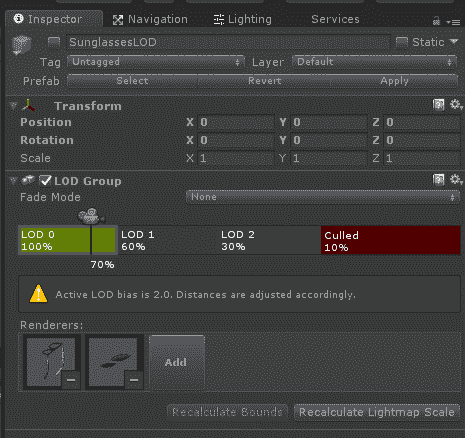 Inspector Navigation Lighting Services
SunglassesLOD Static
Tag Untagged Layer Default
Prefab Select Revert Apply
Transform
Position X 0 Y 0 Z 0
Rotation X 0 Y 0 Z 0
Scale X 1 Y 1 Z 1
LOD Group
Fade Mode None
LOD 0 LOD 1 LOD 2 Culled
100% 60% 30% 10%
70%
Active LOD bias is 2.0. Distances are adjusted accordingly.
Renderers:
Add
Recalculate Bounds Recalculate Lightmap Scale